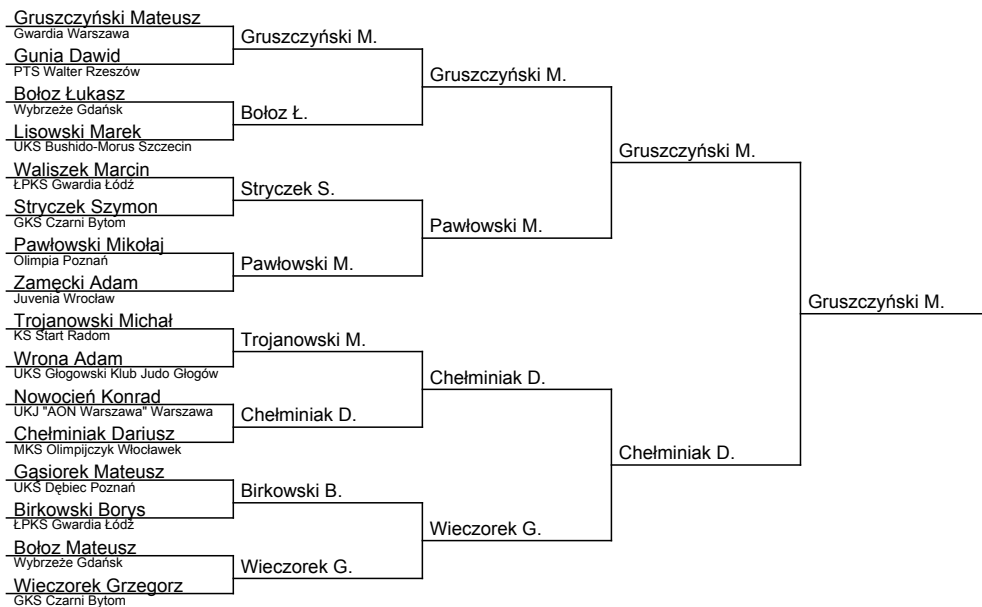 Gruszczyński Mateusz
Gwardia Warszawa
Gunia Dawid
PTS Walter Rzeszów
Bołoz Łukasz
Wybrzeże Gdańsk
Lisowski Marek
UKS Bushido-Morus Szczecin
Waliszek Marcin
ŁPKS Gwardia Łódź
Stryczek Szymon
GKS Czarni Bytom
Pawłowski Mikołaj
Olimpia Poznań
Zamęcki Adam
Juvenia Wrocław
Trojanowski Michał
KS Start Radom
Wrona Adam
UKS Głogowski Klub Judo Głogów
Nowocień Konrad
UKJ "AON Warszawa" Warszawa
Chełminiak Dariusz
MKS Olimpijczyk Włocławek
Gąsiorek Mateusz
UKS Dębiec Poznań
Birkowski Borys
ŁPKS Gwardia Łódź
Bołoz Mateusz
Wybrzeże Gdańsk
Wieczorek Grzegorz
GKS Czarni Bytom
Gruszczyński M.
Bołoz Ł.
Stryczek S.
Pawłowski M.
Trojanowski M.
Chełminiak D.
Birkowski B.
Wieczorek G.
Gruszczyński M.
Pawłowski M.
Chełminiak D.
Wieczorek G.
Gruszczyński M.
Chełminiak D.
Gruszczyński M.